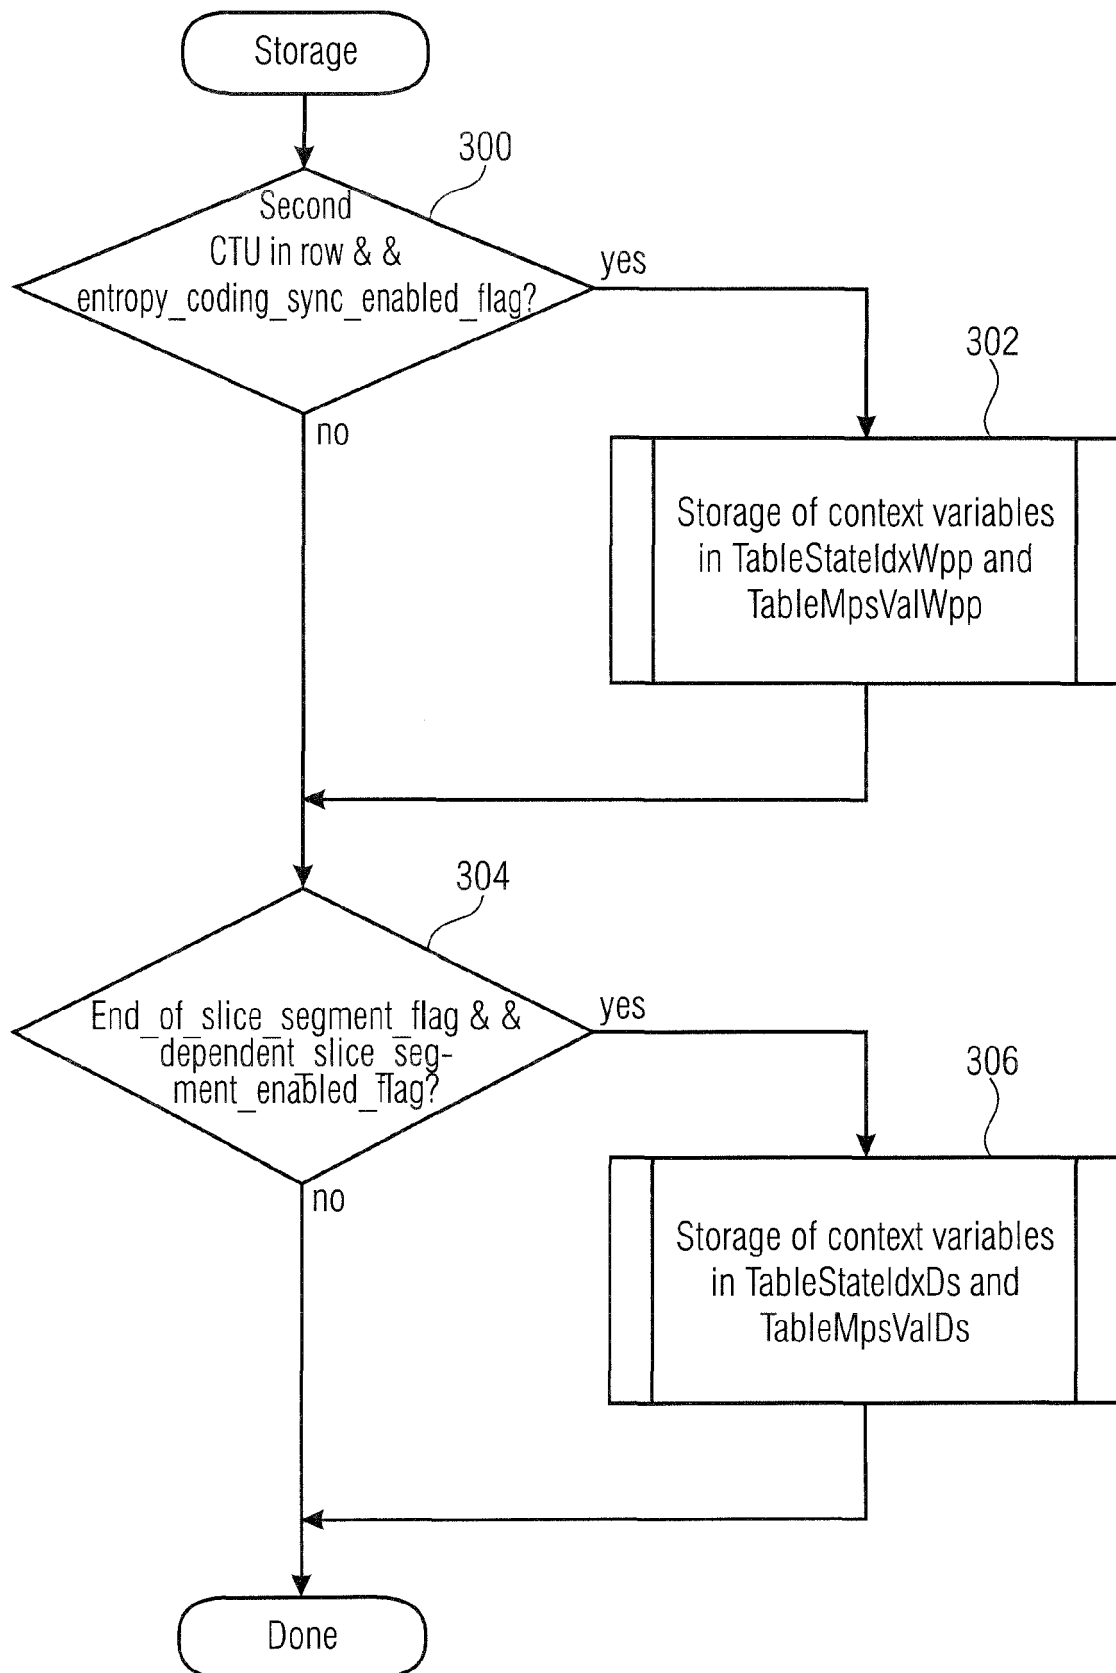 Storage
300
Second
CTU in row & &
entropy_coding_sync_enabled_flag?
yes
302
no
Storage of context variables
in TableStateIdxWpp and
TableMpsValWpp
304
End_of_slice_segment_flag & &
dependent_slice_seg-
ment_enabled_flag?
yes
306
no
Storage of context variables
in TableStateIdxDs and
TableMpsValDs
Done